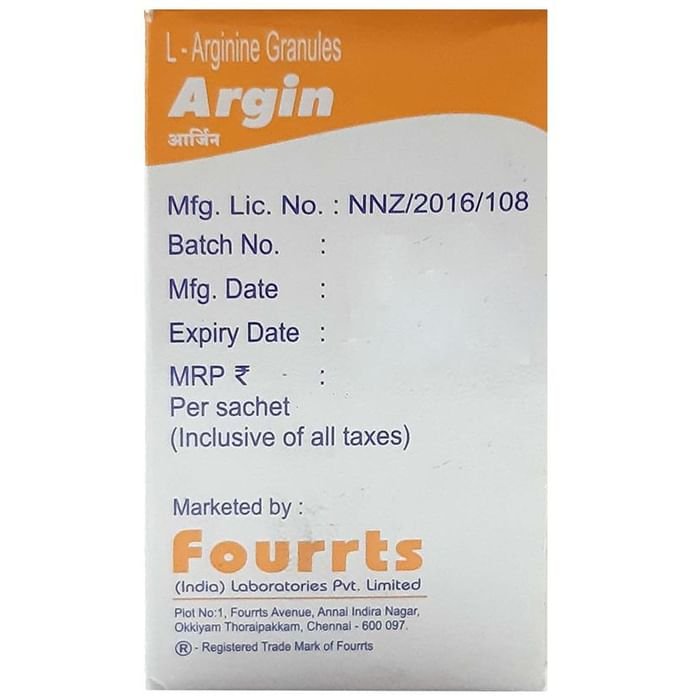 L - Arginine Granules
Argin
आर्जिन
Mfg. Lic. No. : NNZ/2016/108
Batch No. :
Mfg. Date :
Expiry Date :
MRP ₹ :
Per sachet
(Inclusive of all taxes)
Marketed by :
Fourrts
(India) Laboratories Pvt. Limited
Plot No:1, Fourrts Avenue, Annai Indira Nagar,
Okkiyam Thoraipakkam, Chennai - 600 097.
® - Registered Trade Mark of Fourrts